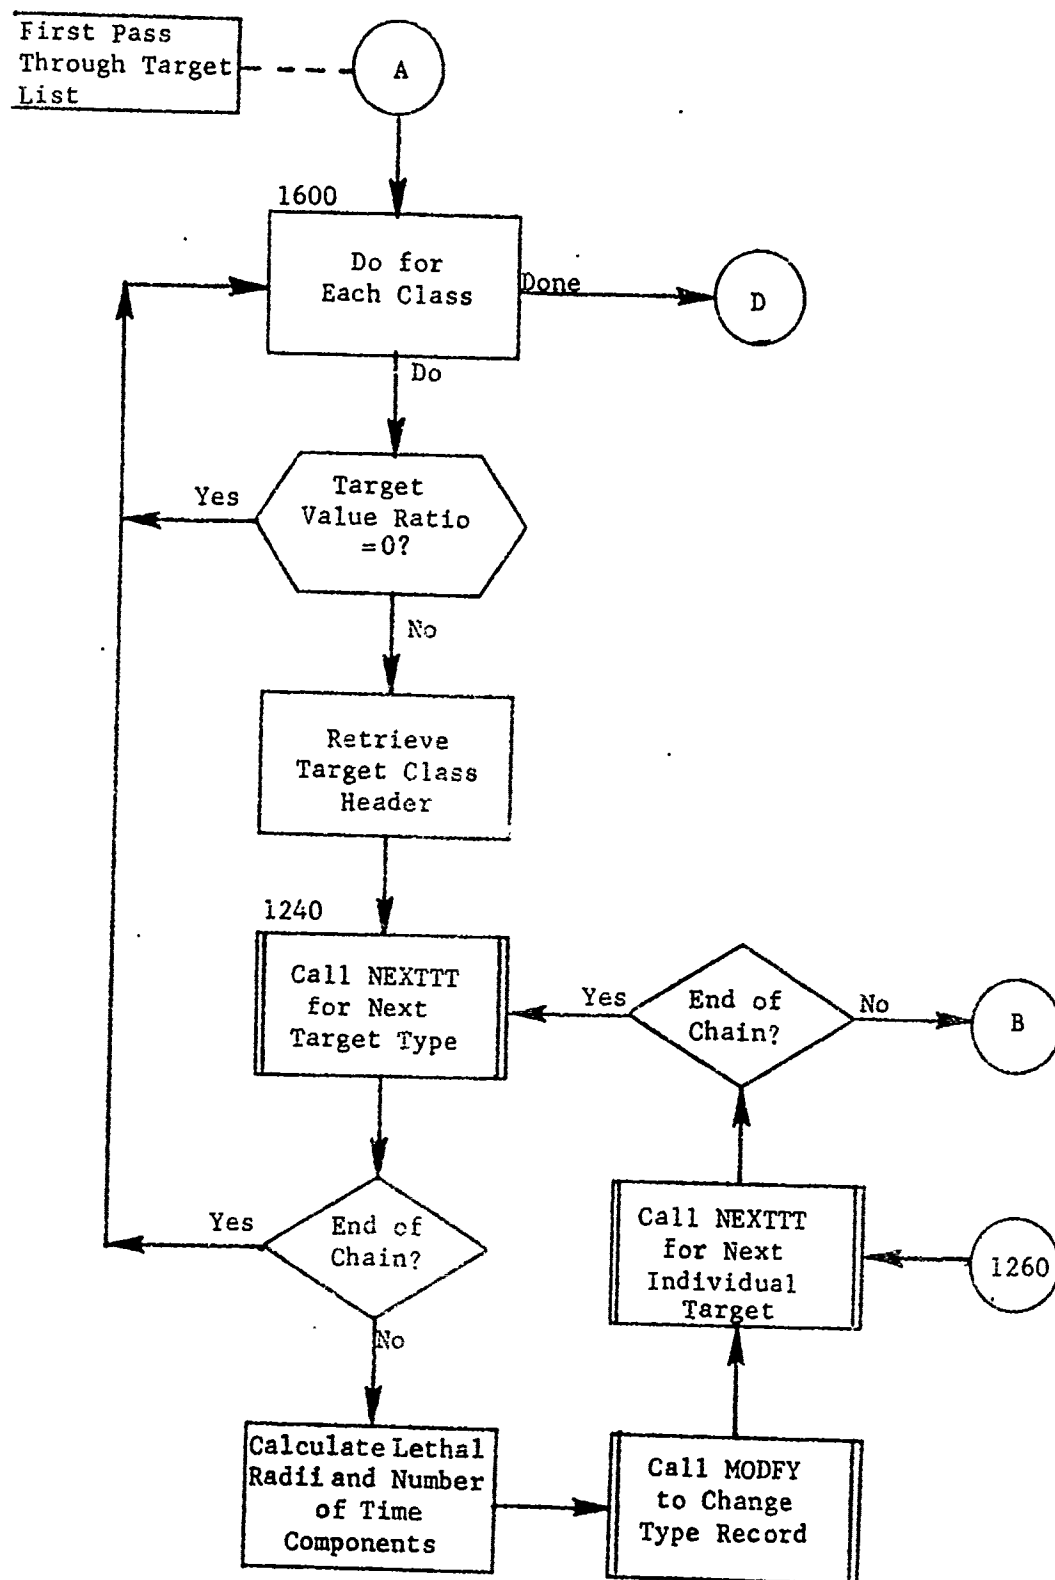 First Pass
Through Target
List
A
1600
Do for
Each Class
Done
D
Do
Target
Value Ratio
=0?
Yes
No
Retrieve
Target Class
Header
1240
Call NEXTTT
for Next
Target Type
Yes
End of
Chain?
No
B
End of
Chain?
Yes
No
Call NEXTTT
for Next
Individual
Target
1260
Calculate Lethal
Radii and Number
of Time
Components
Call MODFY
to Change
Type Record